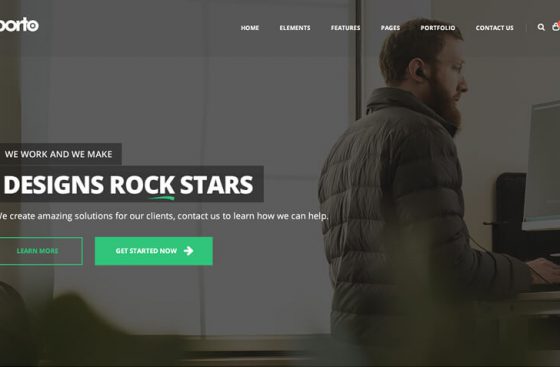 porto
HOME ELEMENTS FEATURES PAGES PORTFOLIO CONTACT US
WE WORK AND WE MAKE
DESIGNS ROCK STARS
We create amazing solutions for our clients, contact us to learn how we can help.
LEARN MORE GET STARTED NOW